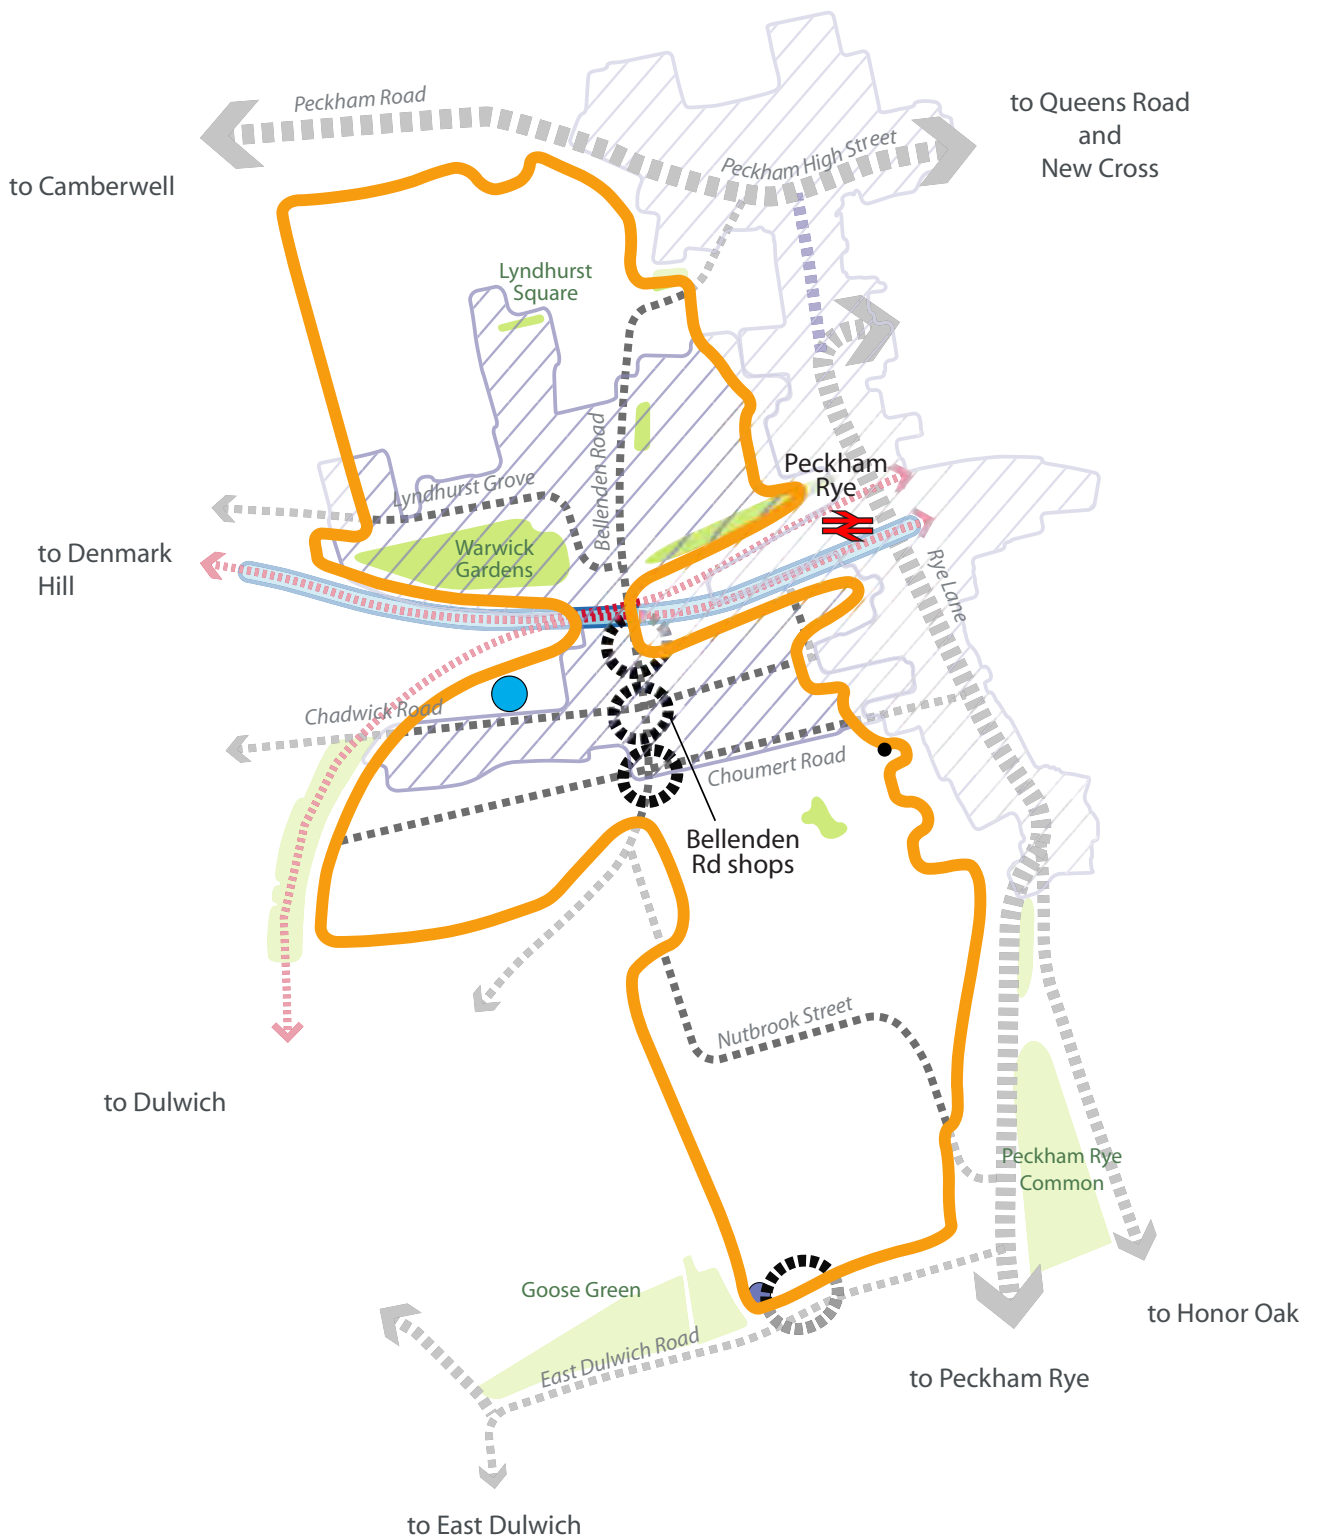 Peckham Road
to Queens Road
and
New Cross
Peckham High Street
to Camberwell
Lyndhurst
Square
Bellenden Road
Peckham
Rye
Lyndhurst Grove
Warwick
Gardens
to Denmark
Hill
Rye Lane
Chadwick Road
Choumert Road
Bellenden
Rd shops
Nutbrook Street
to Dulwich
Peckham Rye
Common
Goose Green
East Dulwich Road
to Honor Oak
to Peckham Rye
to East Dulwich